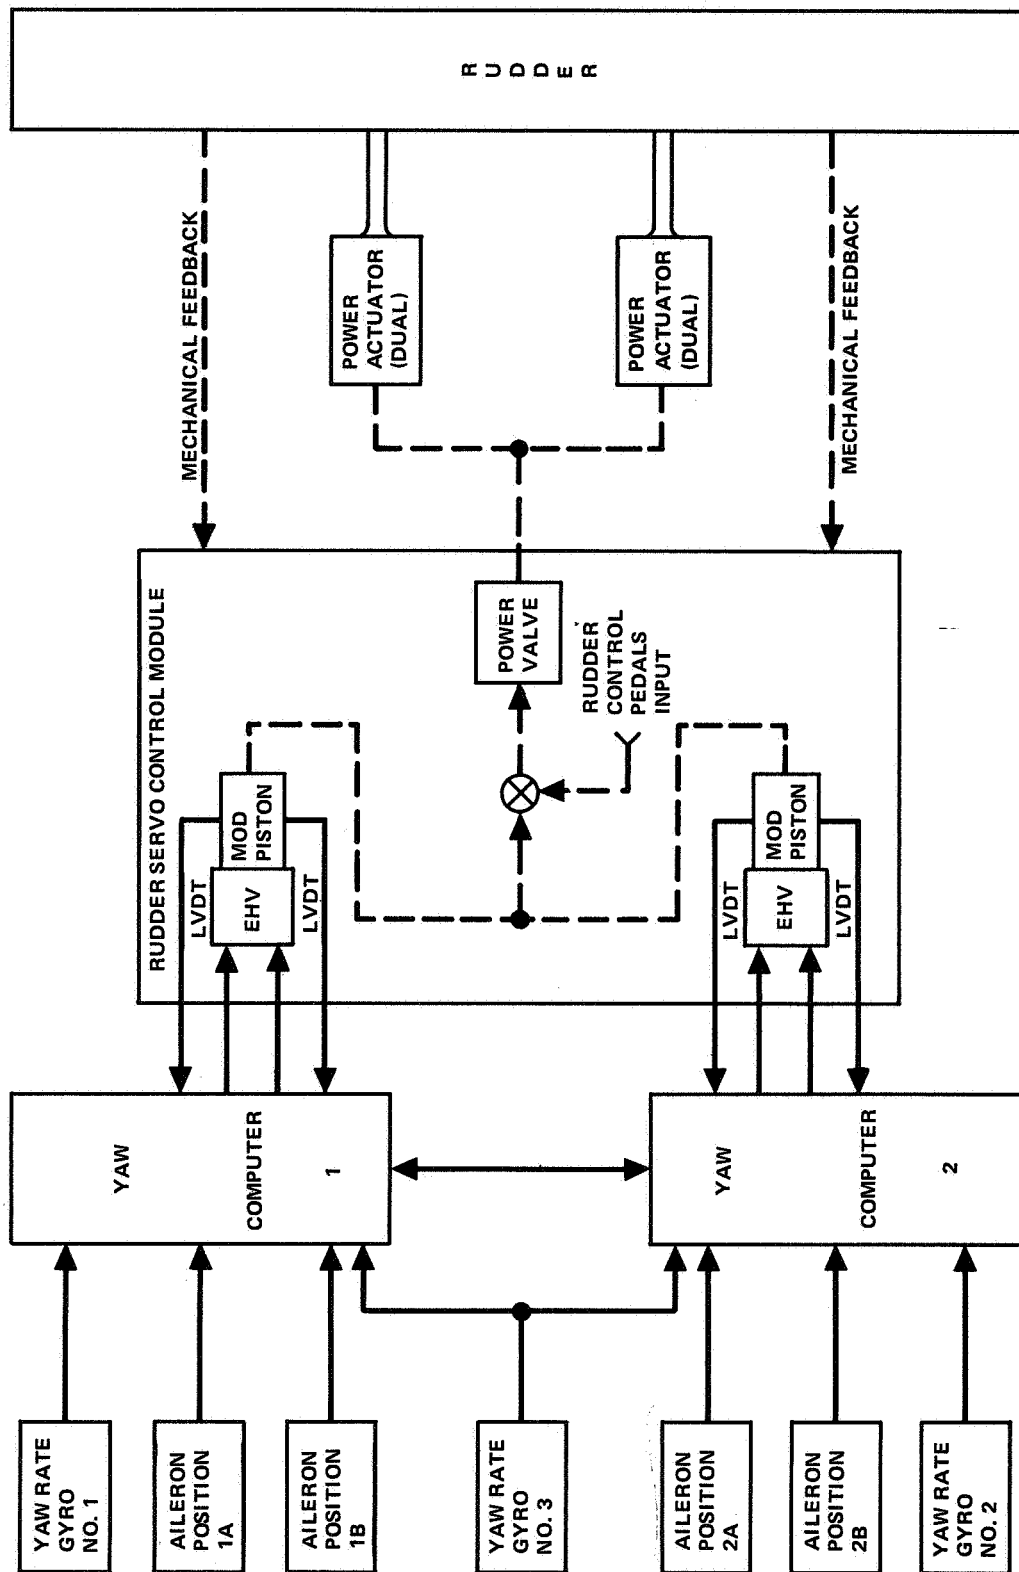 YAW RATE
GYRO
NO. 1
AILERON
POSITION
1A
AILERON
POSITION
1B
YAW RATE
GYRO
NO. 3
AILERON
POSITION
2A
AILERON
POSITION
2B
YAW RATE
GYRO
NO. 2
YAW
COMPUTER
1
YAW
COMPUTER
2
RUDDER SERVO CONTROL MODULE
LVDT
EHV
MOD
PISTON
LVDT
LVDT
EHV
MOD
PISTON
LVDT
POWER
VALVE
RUDDER
CONTROL
PEDALS
INPUT
MECHANICAL FEEDBACK
POWER
ACTUATOR
(DUAL)
POWER
ACTUATOR
(DUAL)
MECHANICAL FEEDBACK
R
U
D
D
E
R